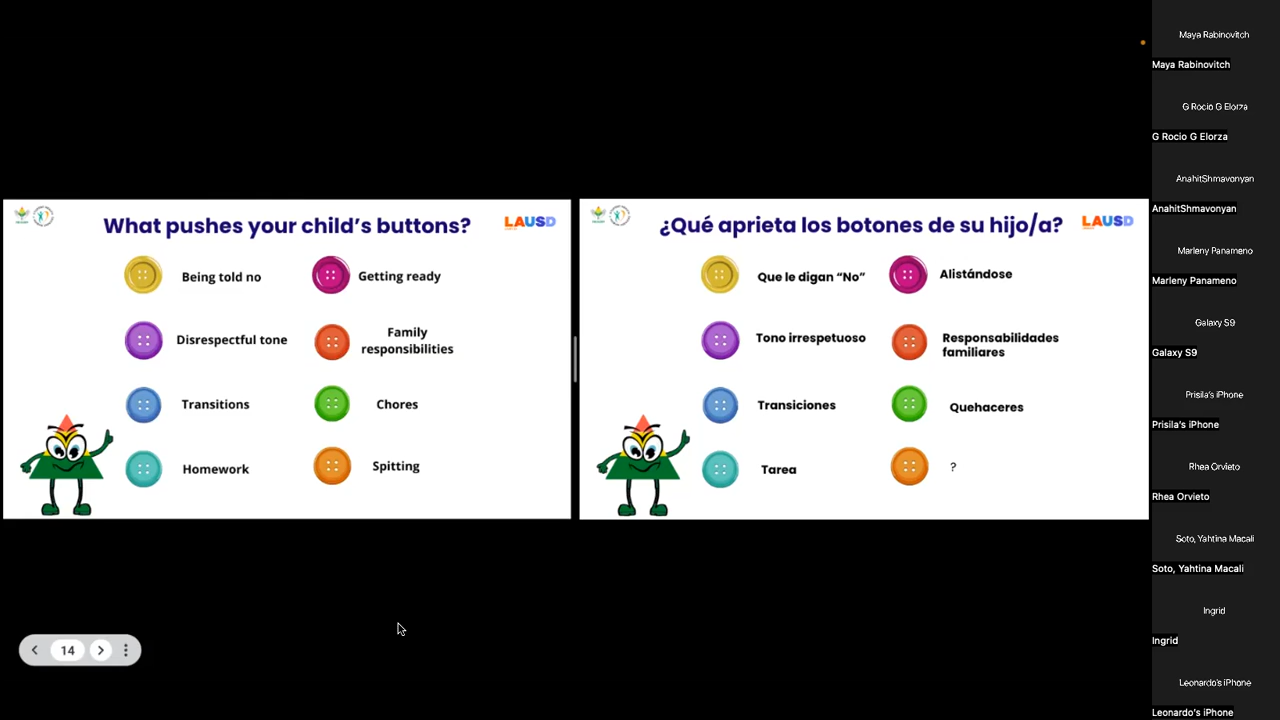 What pushes your child's buttons?
LAUSD
Being told no
Getting ready
Disrespectful tone
Family
responsibilities
Transitions
Chores
Homework
Spitting
¿Qué aprieta los botones de su hijo/a?
LAUSD
Que le digan “No”
Alistándose
Tono irrespetuoso
Responsabilidades
familiares
Transiciones
Quehaceres
Tarea
?
14
Maya Rabinovitch
Maya Rabinovitch
G Rocio G Elorza
G Rocio G Elorza
AnahitShmavonyan
AnahitShmavonyan
Marleny Panameno
Marleny Panameno
Galaxy S9
Galaxy S9
Prisila's iPhone
Prisila's iPhone
Rhea Orvieto
Rhea Orvieto
Soto, Yahtina Macali
Soto, Yahtina Macali
Ingrid
Ingrid
Leonardo's iPhone
Leonardo's iPhone